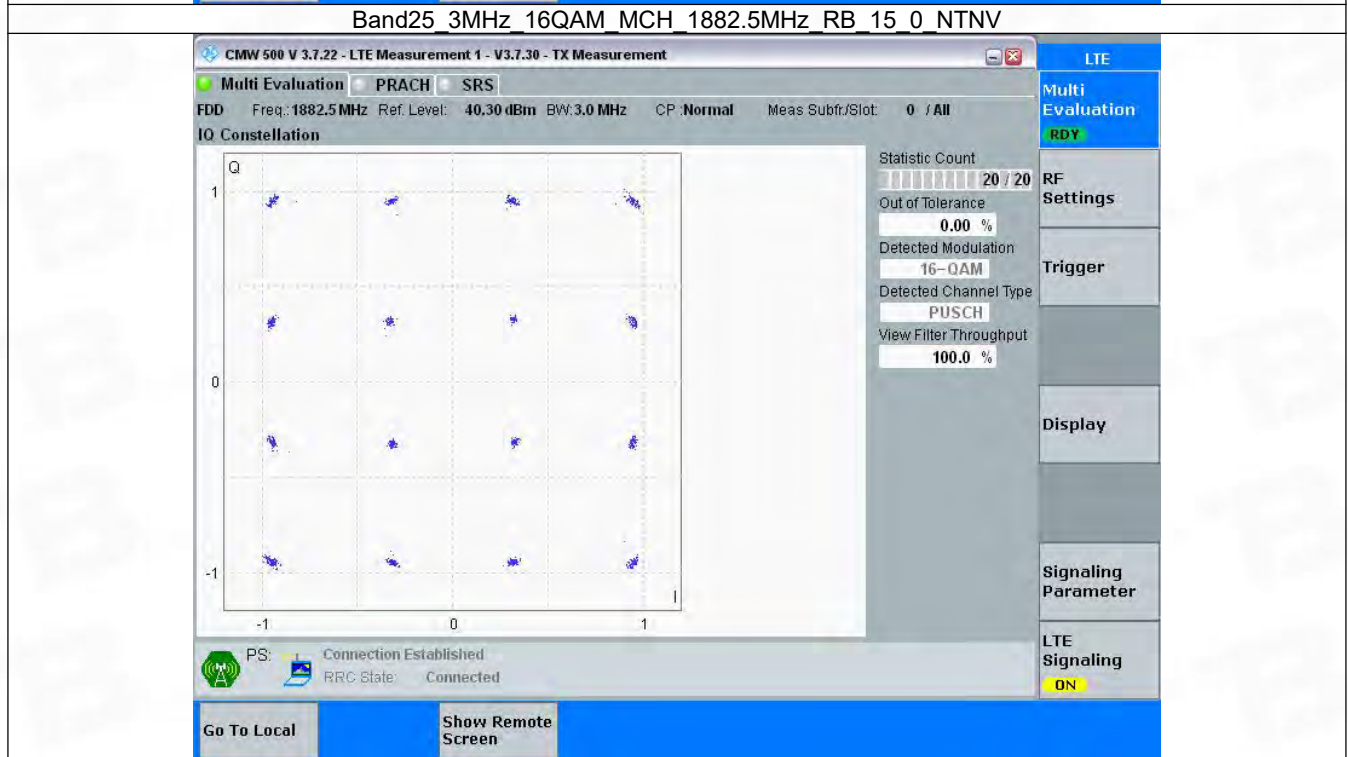 Band25_3MHz_16QAM_MCH_1882.5MHz_RB_15_0_NTNV
CMW 500 V 3.7.22 - LTE Measurement 1 - V3.7.30 - TX Measurement
LTE
Multi Evaluation PRACH SRS
FDD Freq.: 1882.5 MHz Ref. Level: 40.30 dBm BW: 3.0 MHz CP :Normal Meas Subfr./Slot: 0 / All
IQ Constellation
Q
1
0
-1
-1 0 1
I
Statistic Count
20 / 20
Out of Tolerance
0.00 %
Detected Modulation
16-QAM
Detected Channel Type
PUSCH
View Filter Throughput
100.0 %
Multi
Evaluation
RDY
RF
Settings
Trigger
Display
Signaling
Parameter
LTE
Signaling
ON
PS: Connection Established
RRC State: Connected
Go To Local
Show Remote
Screen